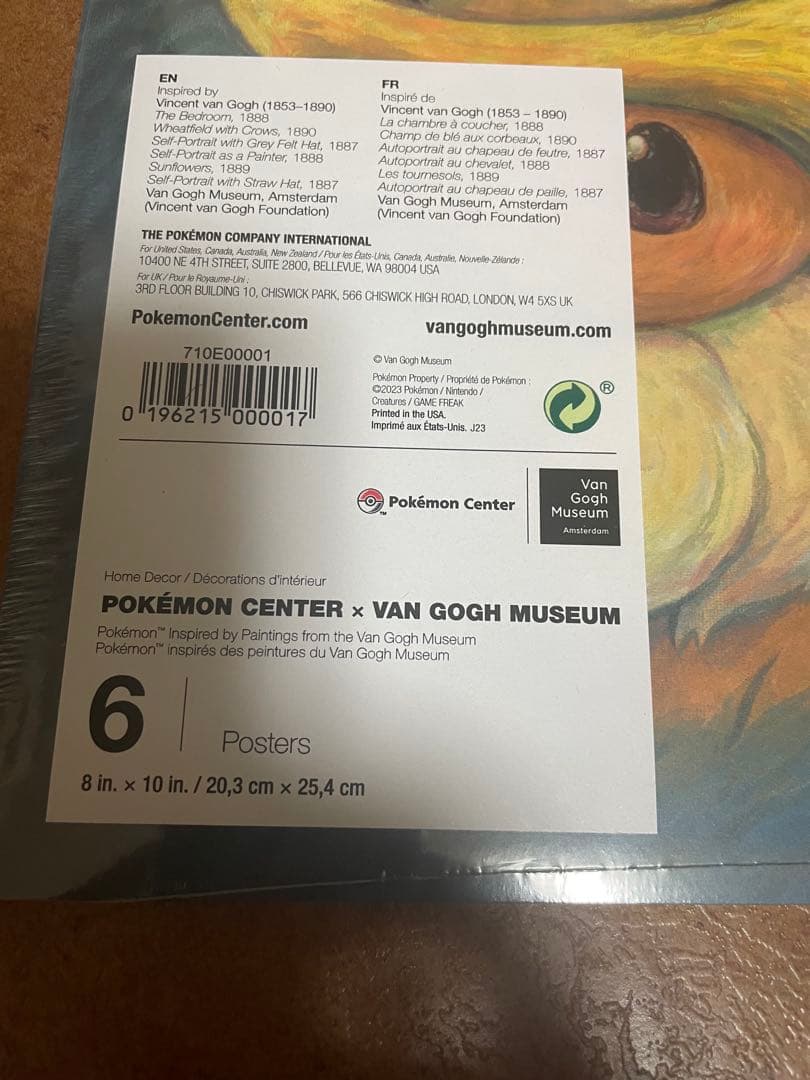 EN
Inspired by
Vincent van Gogh (1853–1890)
The Bedroom, 1888
Wheatfield with Crows, 1890
Self-Portrait with Grey Felt Hat, 1887
Self-Portrait as a Painter, 1888
Sunflowers, 1889
Self-Portrait with Straw Hat, 1887
Van Gogh Museum, Amsterdam
(Vincent van Gogh Foundation)
FR
Inspiré de
Vincent van Gogh (1853 – 1890)
La chambre à coucher, 1888
Champ de blé aux corbeaux, 1890
Autoportrait au chapeau de feutre, 1887
Autoportrait au chevalet, 1888
Les tournesols, 1889
Autoportrait au chapeau de paille, 1887
Van Gogh Museum, Amsterdam
(Vincent van Gogh Foundation)
THE POKÉMON COMPANY INTERNATIONAL
For United States, Canada, Australia, New Zealand / Pour les États-Unis, Canada, Australie, Nouvelle-Zélande :
10400 NE 4TH STREET, SUITE 2800, BELLEVUE, WA 98004 USA
For UK / Pour le Royaume-Uni :
3RD FLOOR BUILDING 10, CHISWICK PARK, 566 CHISWICK HIGH ROAD, LONDON, W4 5XS UK
PokemonCenter.com
vangoghmuseum.com
710E00001
0 196215 000017
© Van Gogh Museum
Pokémon Property / Propriété de Pokémon :
©2023 Pokémon / Nintendo /
Creatures / GAME FREAK
Printed in the USA.
Imprimé aux États-Unis. J23
®
Pokémon Center
TM
Van
Gogh
Museum
Amsterdam
Home Decor / Décorations d'intérieur
POKÉMON CENTER × VAN GOGH MUSEUM
Pokémon™ Inspired by Paintings from the Van Gogh Museum
Pokémon™ inspirés des peintures du Van Gogh Museum
6
Posters
8 in. × 10 in. / 20,3 cm × 25,4 cm